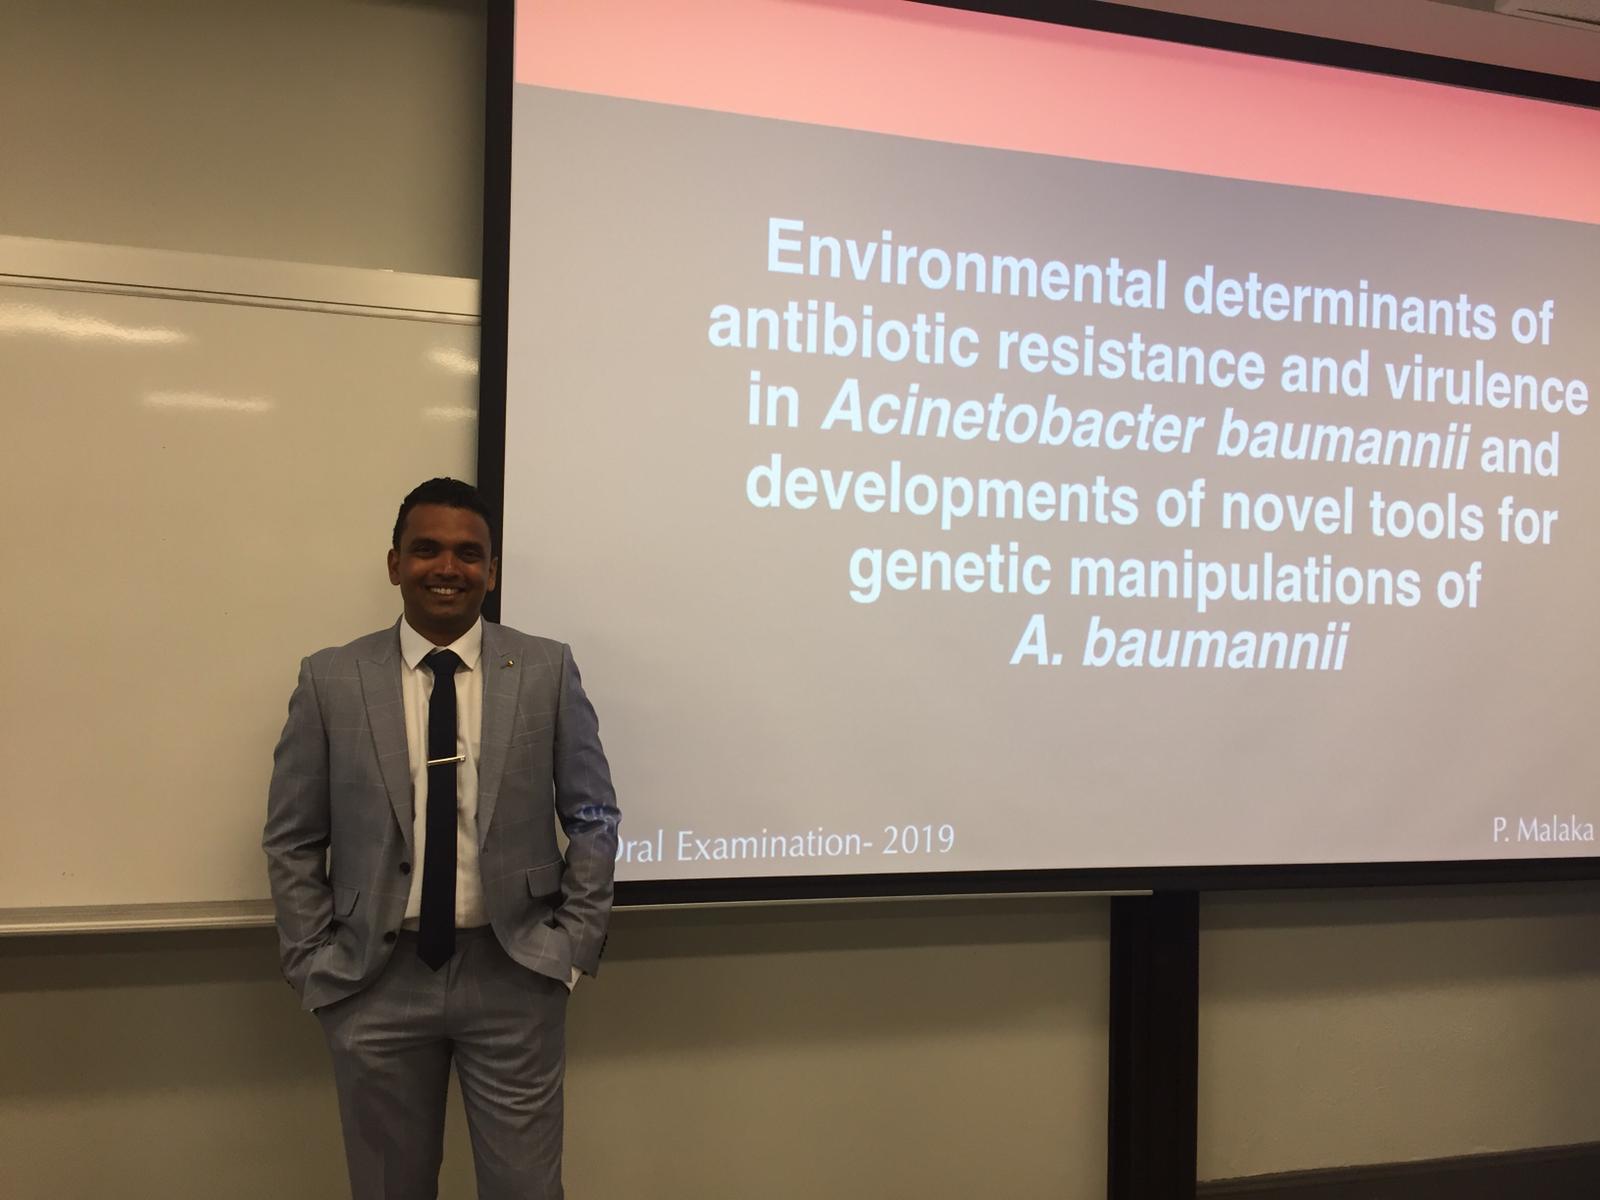 Environmental determinants of
antibiotic resistance and virulence
in Acinetobacter baumannii and
developments of novel tools for
genetic manipulations of
A. baumannii
Oral Examination- 2019
P. Malaka